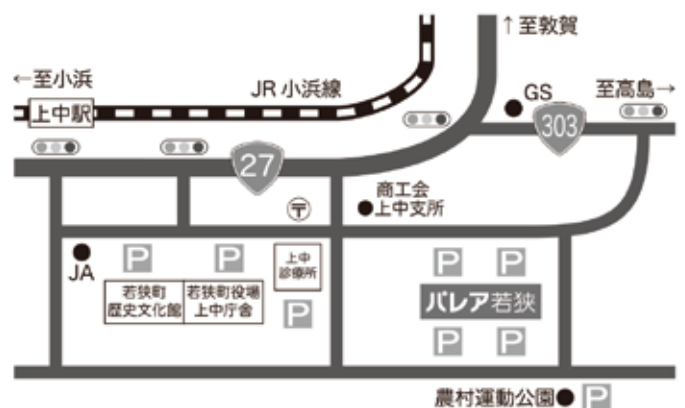 ↑至敦賀
←至小浜
JR小浜線
GS
至高島→
上中駅
303
27
〒
商工会
上中支所
JA
P
P
上中
診療所
P
若狭町
歴史文化館
若狭町役場
上中庁舎
P
P
パレア若狭
P
P
農村運動公園
P